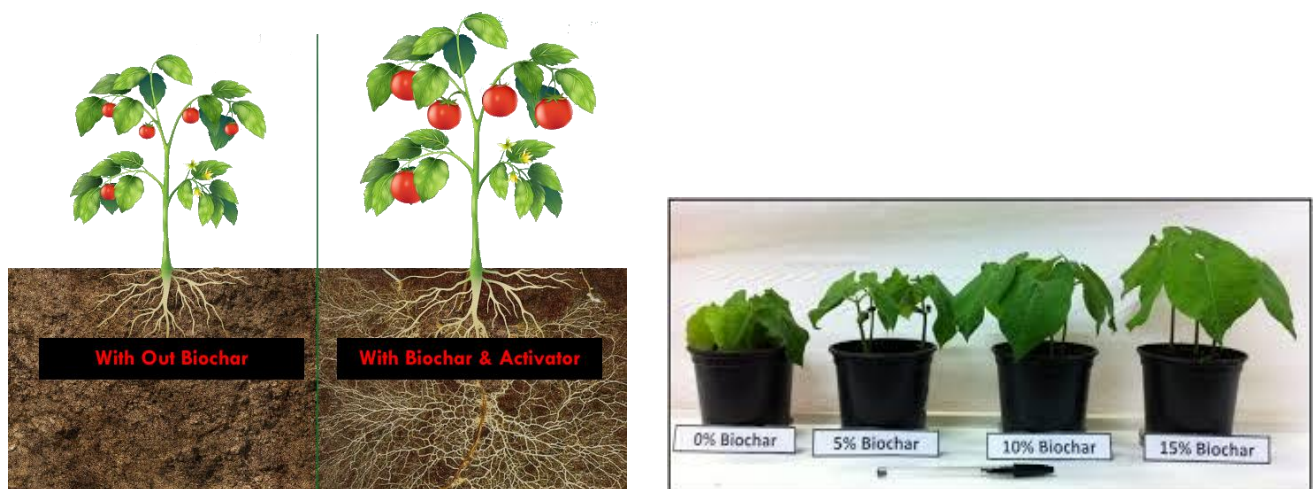 With Out Biochar
With Biochar & Activator
0% Biochar
5% Biochar
10% Biochar
15% Biochar